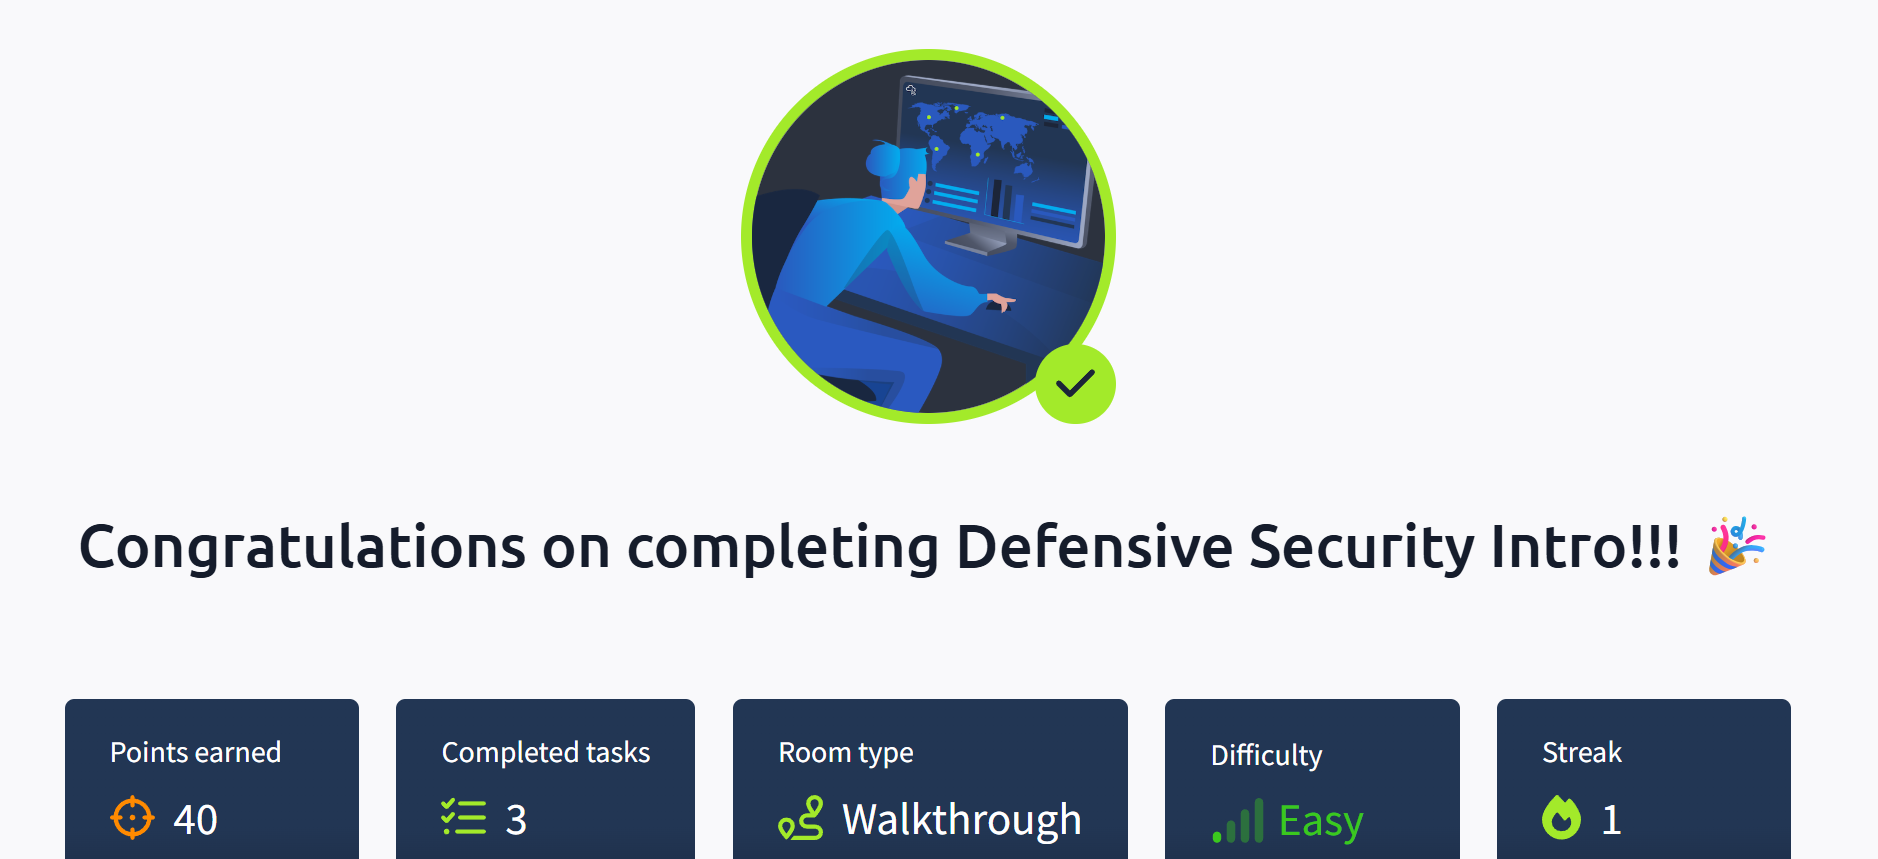 Congratulations on completing Defensive Security Intro!!! 🎉
Points earned
40
Completed tasks
3
Room type
Walkthrough
Difficulty
Easy
Streak
1